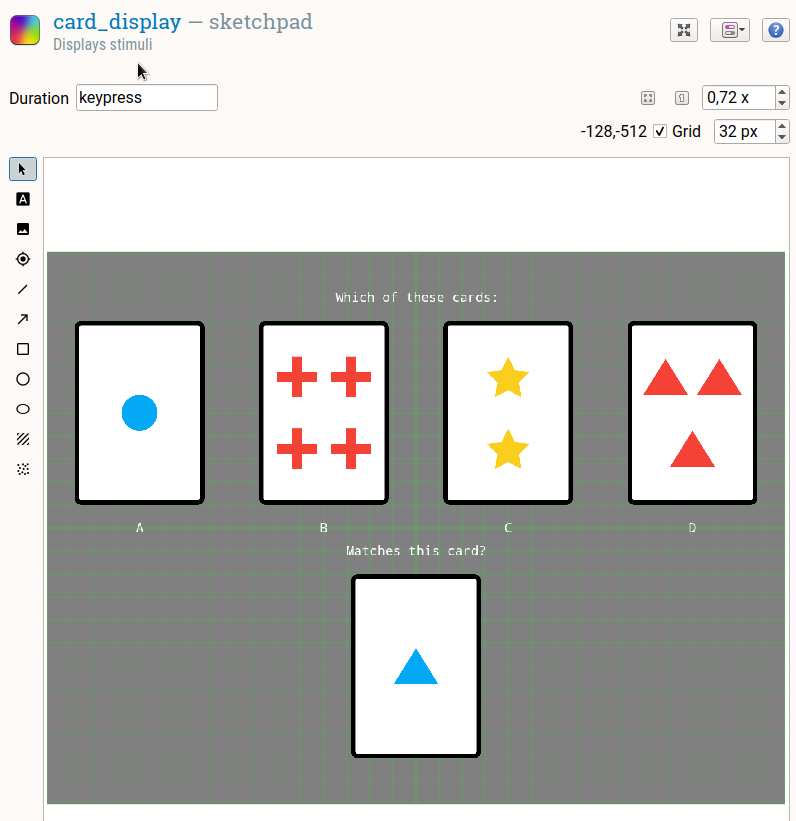 card_display — sketchpad
Displays stimuli
Duration keypress
0,72 x
-128,-512 Grid 32 px
Which of these cards:
A B C D
Matches this card?